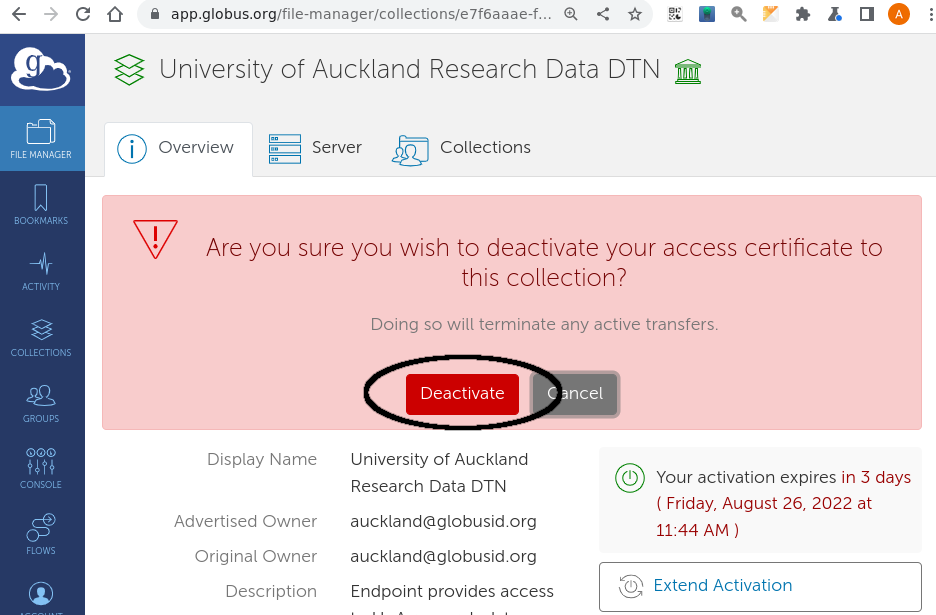 app.globus.org/file-manager/collections/e7f6aaae-f...
A
g
University of Auckland Research Data DTN
FILE MANAGER
BOOKMARKS
ACTIVITY
COLLECTIONS
GROUPS
CONSOLE
FLOWS
ACCOUNT
Overview
Server
Collections
Are you sure you wish to deactivate your access certificate to
this collection?
Doing so will terminate any active transfers.
Deactivate
Cancel
Display Name
University of Auckland
Research Data DTN
Advertised Owner
auckland@globusid.org
Original Owner
auckland@globusid.org
Description
Endpoint provides access
Your activation expires in 3 days
( Friday, August 26, 2022 at
11:44 AM )
Extend Activation